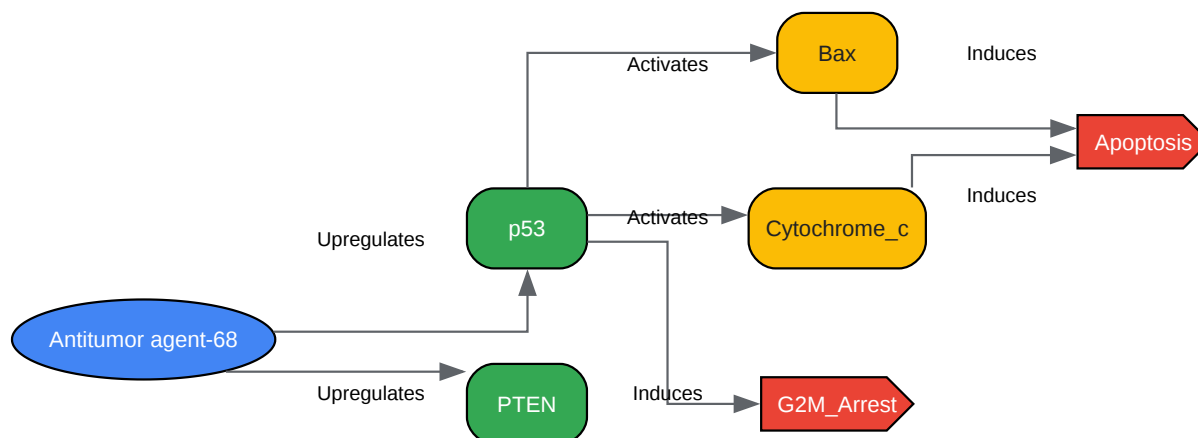 Bax
Induces
Activates
Apoptosis
Induces
p53
Activates
Cytochrome_c
Upregulates
Antitumor agent-68
Upregulates
PTEN
Induces
G2M_Arrest